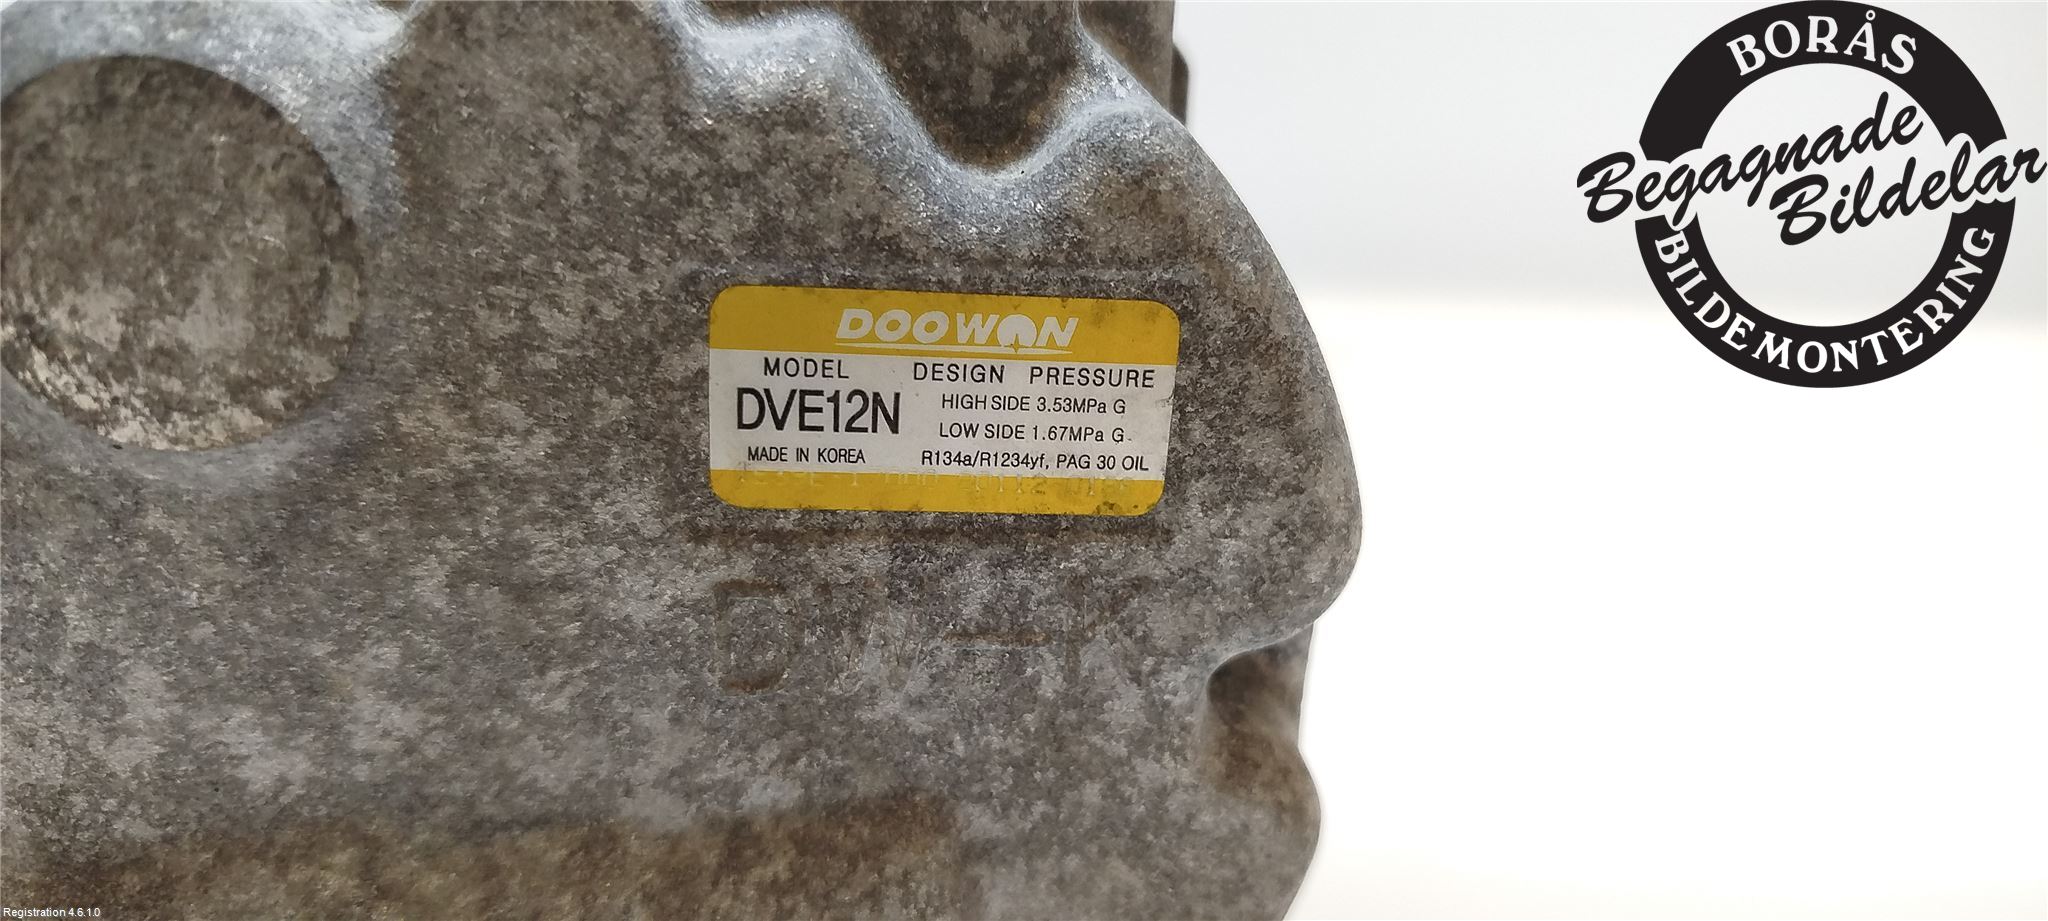 BORÅS
Begagnade
Bildelar
BILDEMONTERING
DOOWON
MODEL DESIGN PRESSURE
DVE12N HIGH SIDE 3.53MPa G
LOW SIDE 1.67MPa G
MADE IN KOREA R134a/R1234yf, PAG 30 OIL
Registration 4.6.1.0